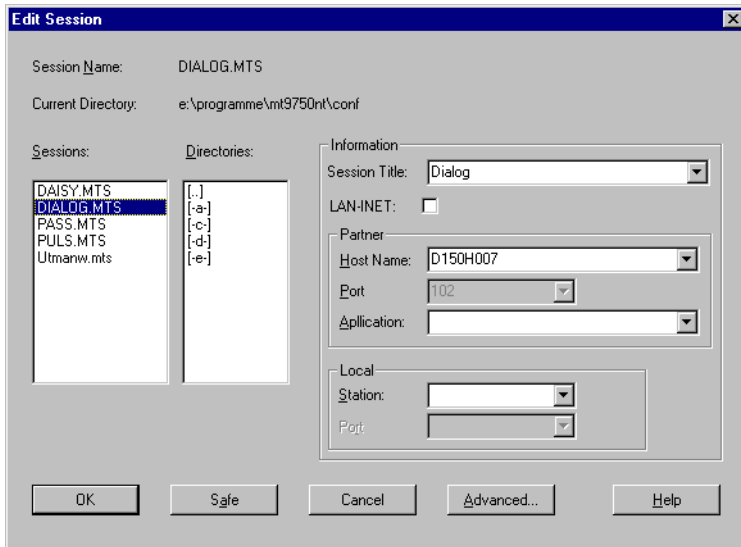 Edit Session
Session Name: DIALOG.MTS
Current Directory: e:\programme\mt9750nt\conf
Sessions:
DAISY.MTS
DIALOG.MTS
PASS.MTS
PULS.MTS
Utmanw.mts
Directories:
[..]
[-a-]
[-c-]
[-d-]
[-e-]
Information
Session Title: Dialog
LAN-INET:
Partner
Host Name: D150H007
Port 102
Apllication:
Local
Station:
Port
OK Safe Cancel Advanced... Help